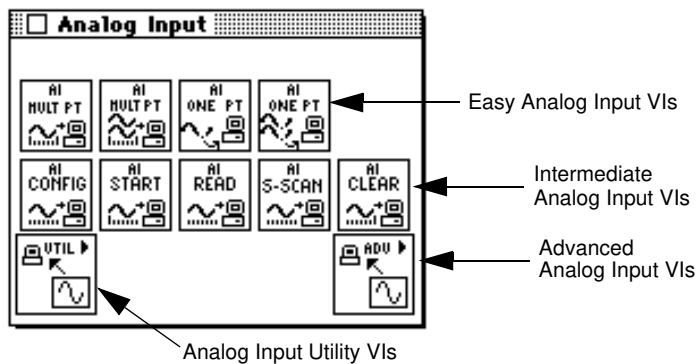 Analog Input
AI
MULT PT
AI
MULT PT
AI
ONE PT
AI
ONE PT
Easy Analog Input VIs
AI
CONFIG
AI
START
AI
READ
AI
S-SCAN
AI
CLEAR
Intermediate
Analog Input VIs
UTIL
ADV
Advanced
Analog Input VIs
Analog Input Utility VIs